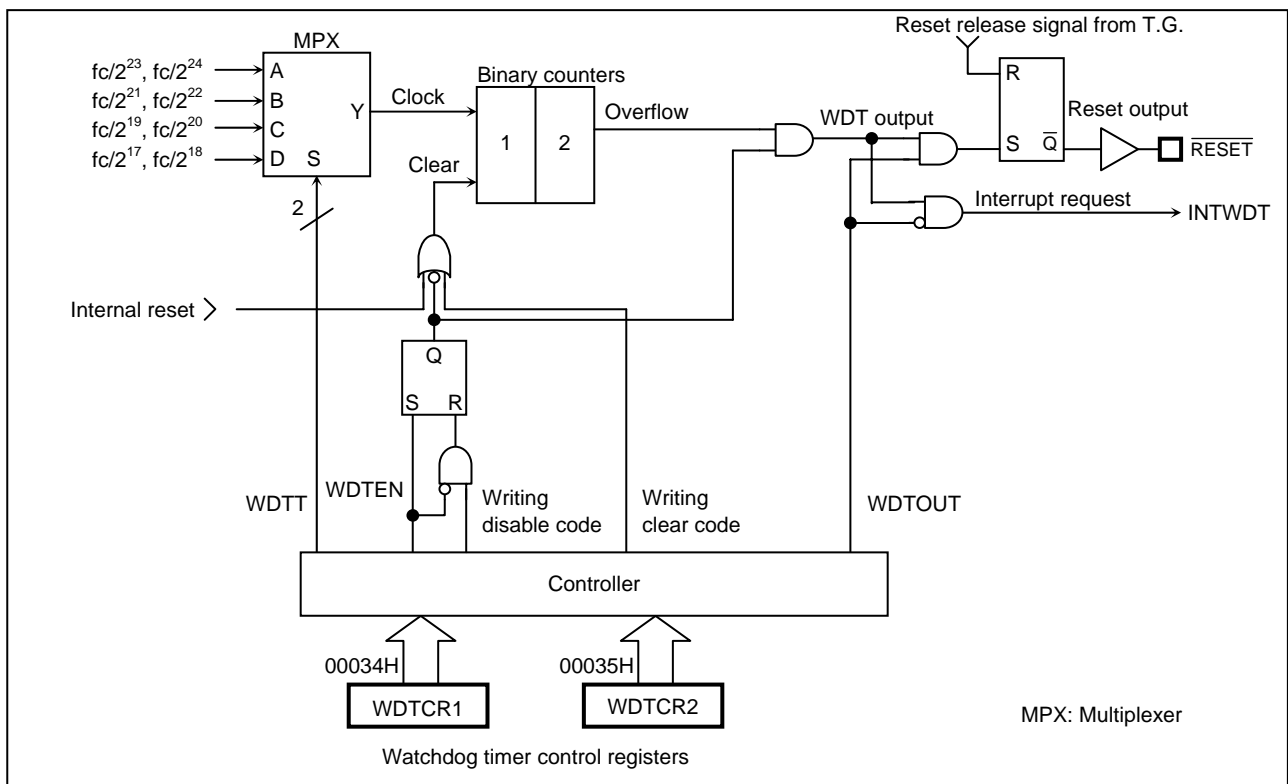 Reset release signal from T.G.
MPX
fc/2^23, fc/2^24
A
fc/2^21, fc/2^22
B
fc/2^19, fc/2^20
C
fc/2^17, fc/2^18
D
S
Y
Clock
Binary counters
1
2
Clear
Overflow
WDT output
R
S
Q̅
Reset output
R̅E̅S̅E̅T̅
Interrupt request
INTWDT
2
Internal reset
Q
S
R
WDTT
WDTEN
Writing
disable code
Writing
clear code
WDTOUT
Controller
00034H
WDTCR1
00035H
WDTCR2
Watchdog timer control registers
MPX: Multiplexer